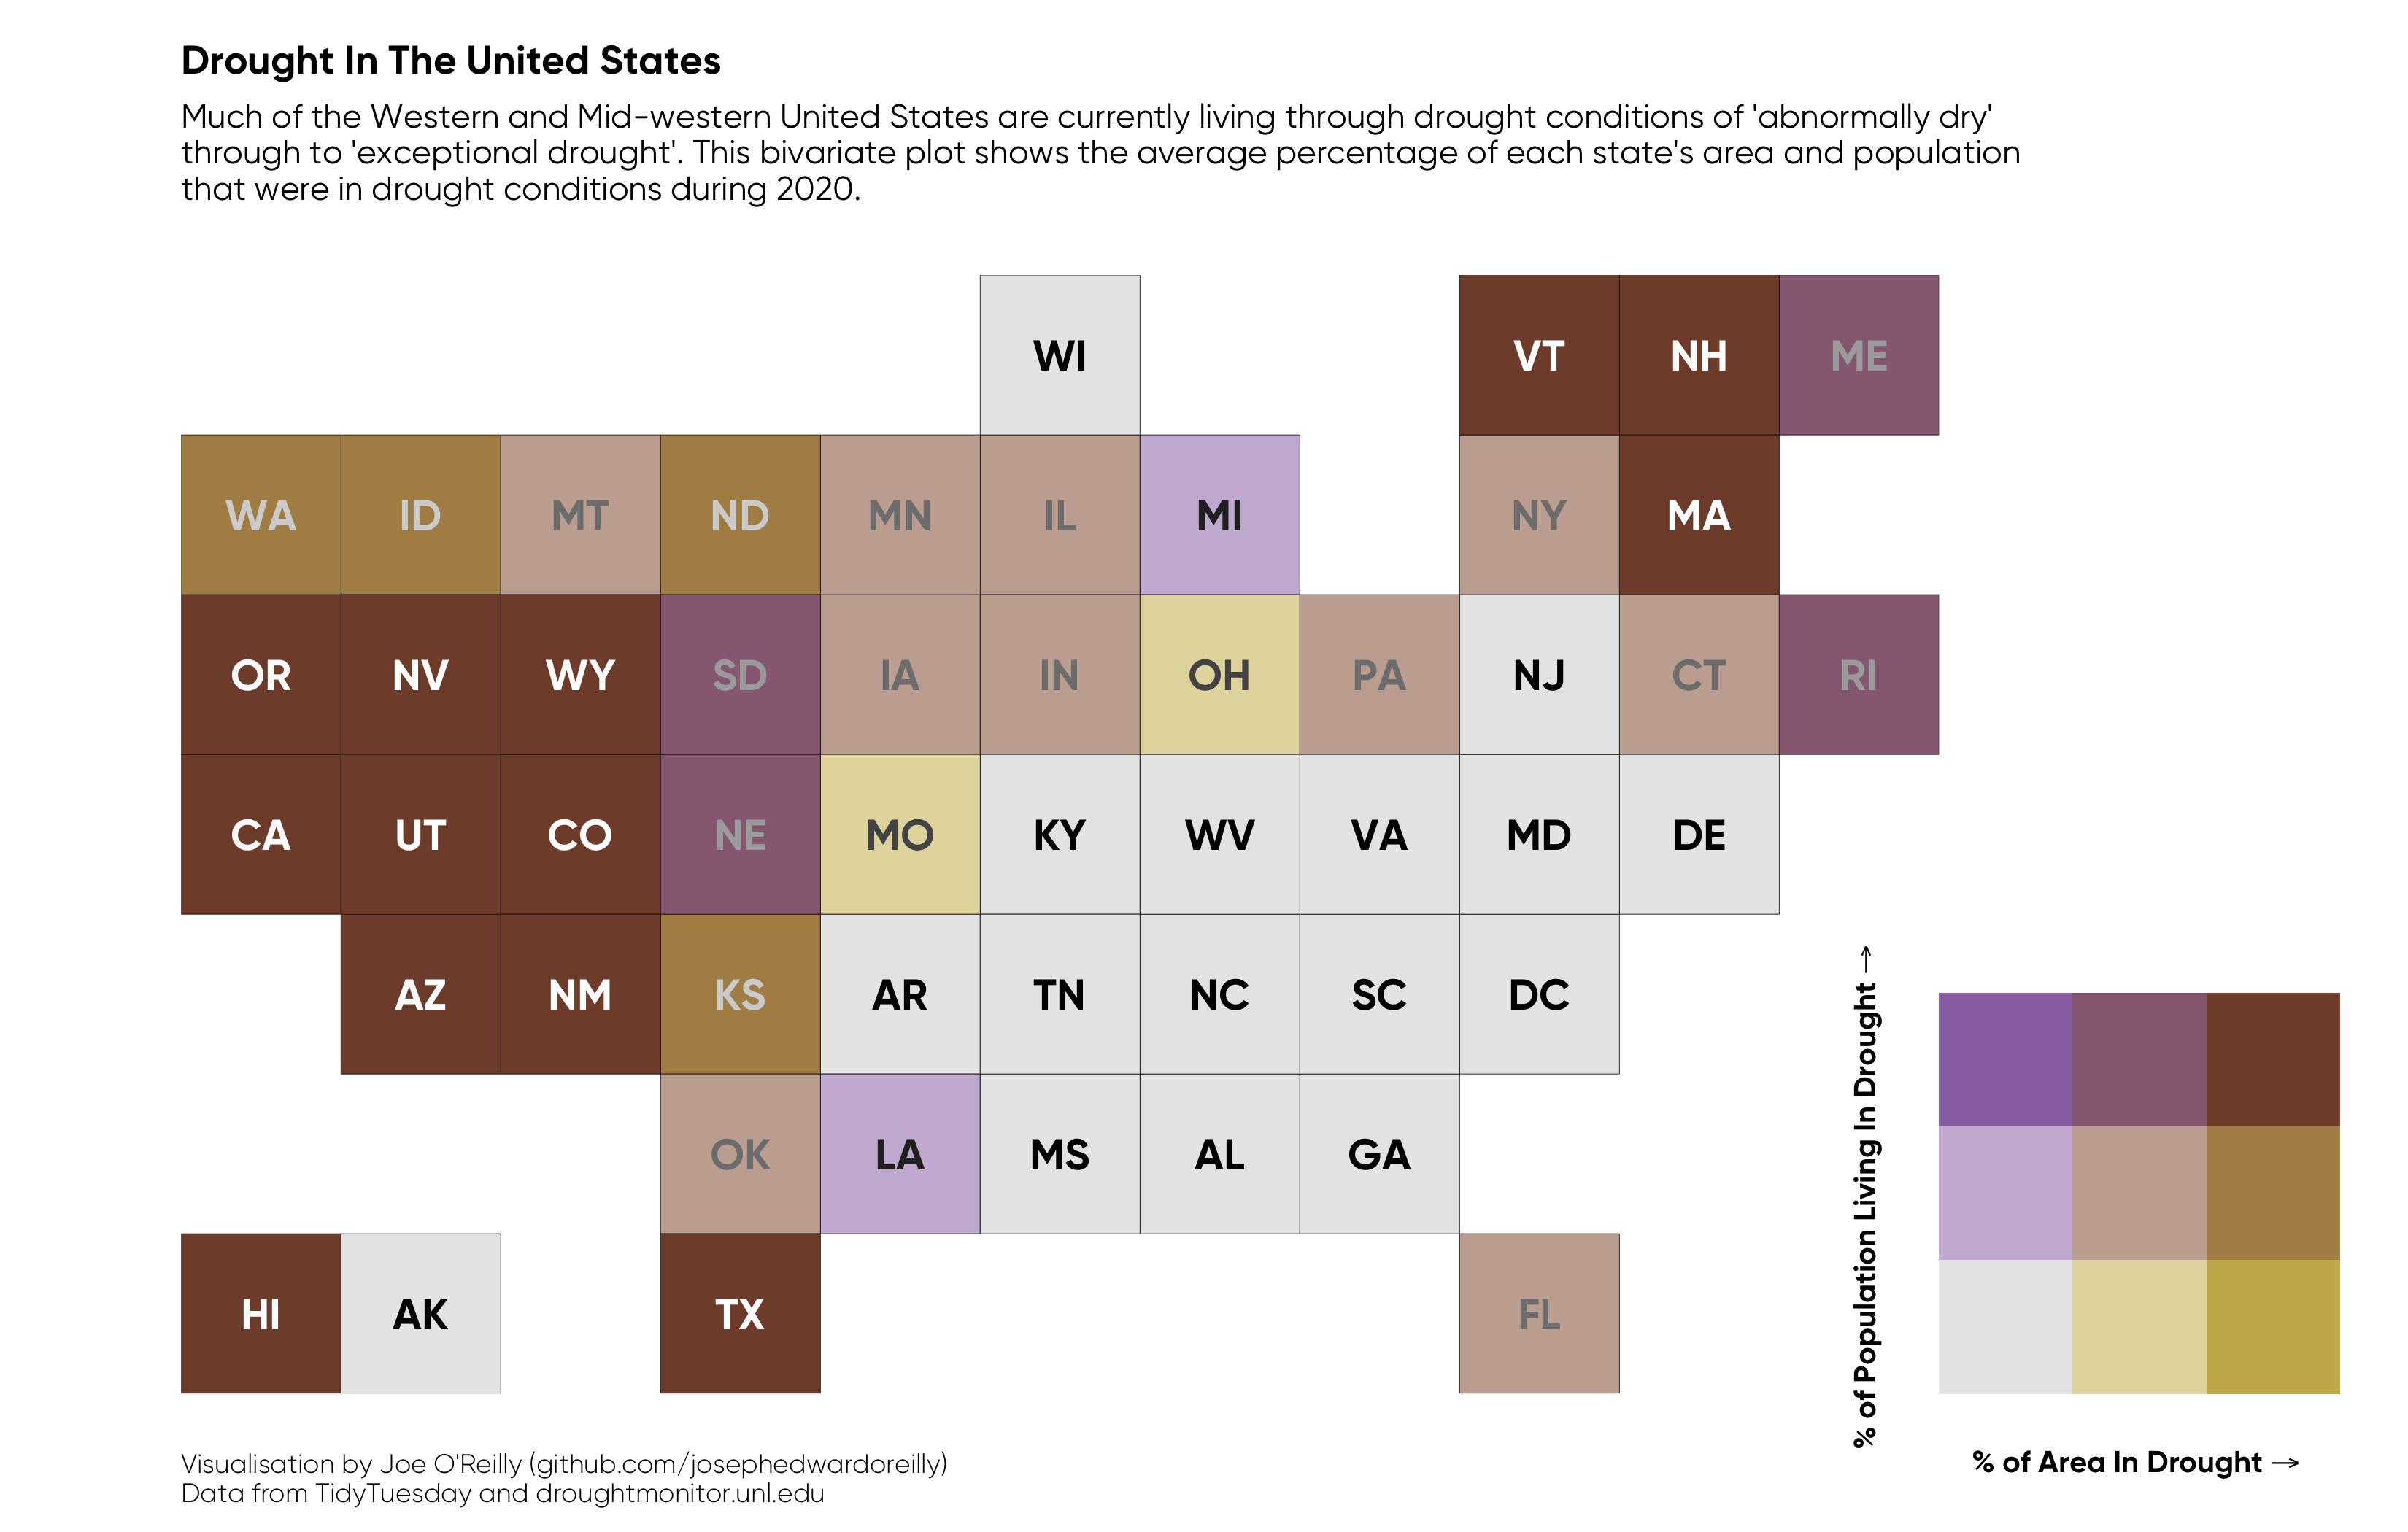 Drought In The United States
Much of the Western and Mid-western United States are currently living through drought conditions of 'abnormally dry'
through to 'exceptional drought'. This bivariate plot shows the average percentage of each state's area and population
that were in drought conditions during 2020.
WI VT NH ME
WA ID MT ND MN IL MI NY MA
OR NV WY SD IA IN OH PA NJ CT RI
CA UT CO NE MO KY WV VA MD DE
AZ NM KS AR TN NC SC DC
OK LA MS AL GA
HI AK TX FL
% of Population Living In Drought →
% of Area In Drought →
Visualisation by Joe O'Reilly (github.com/josephedwardoreilly)
Data from TidyTuesday and droughtmonitor.unl.edu